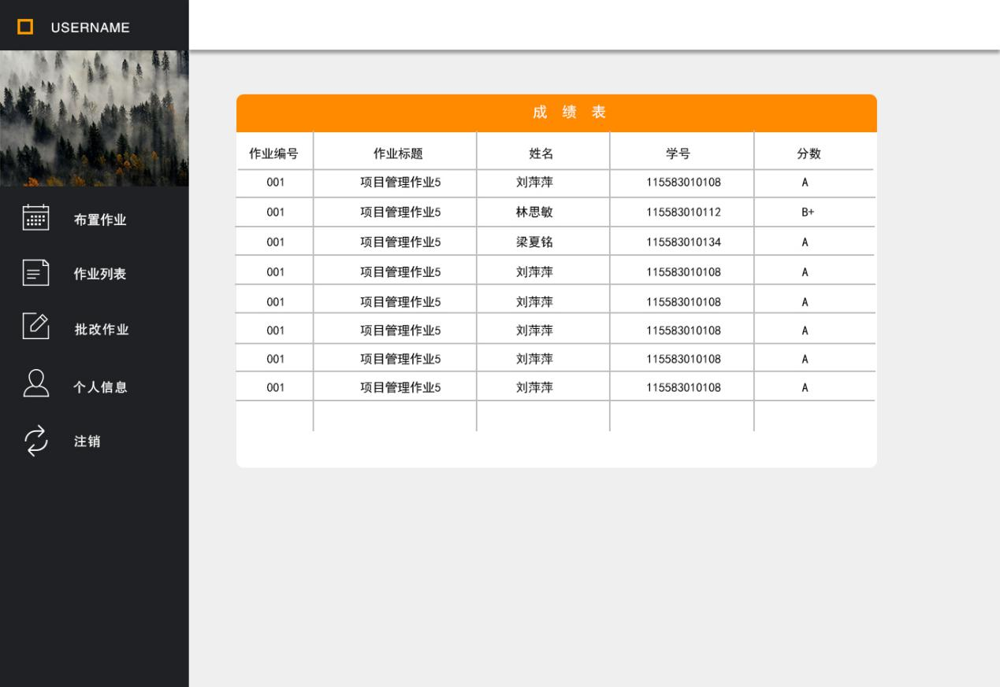 USERNAME
布置作业
作业列表
批改作业
个人信息
注销
成 绩 表
作业编号 作业标题 姓名 学号 分数
001 项目管理作业5 刘萍萍 115583010108 A
001 项目管理作业5 林思敏 115583010112 B+
001 项目管理作业5 梁夏铭 115583010134 A
001 项目管理作业5 刘萍萍 115583010108 A
001 项目管理作业5 刘萍萍 115583010108 A
001 项目管理作业5 刘萍萍 115583010108 A
001 项目管理作业5 刘萍萍 115583010108 A
001 项目管理作业5 刘萍萍 115583010108 A